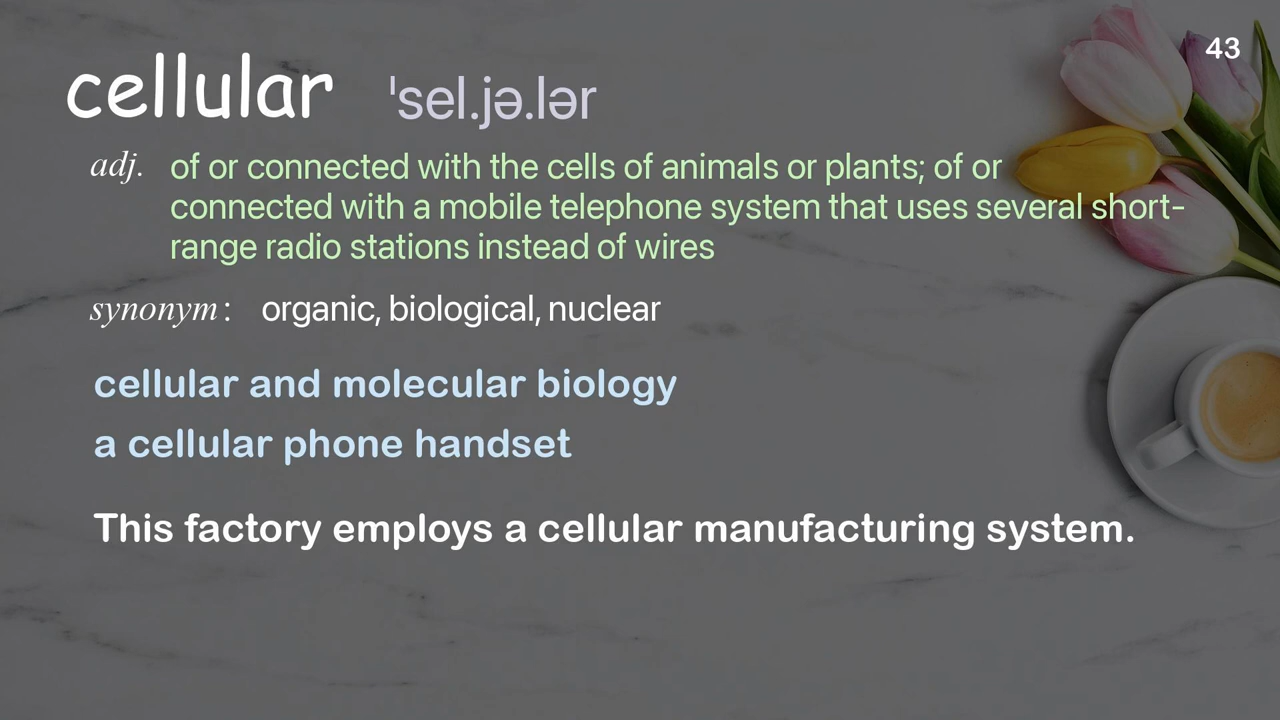 43
cellular ˈsel.jə.lər
adj. of or connected with the cells of animals or plants; of or
connected with a mobile telephone system that uses several short-
range radio stations instead of wires
synonym: organic, biological, nuclear
cellular and molecular biology
a cellular phone handset
This factory employs a cellular manufacturing system.